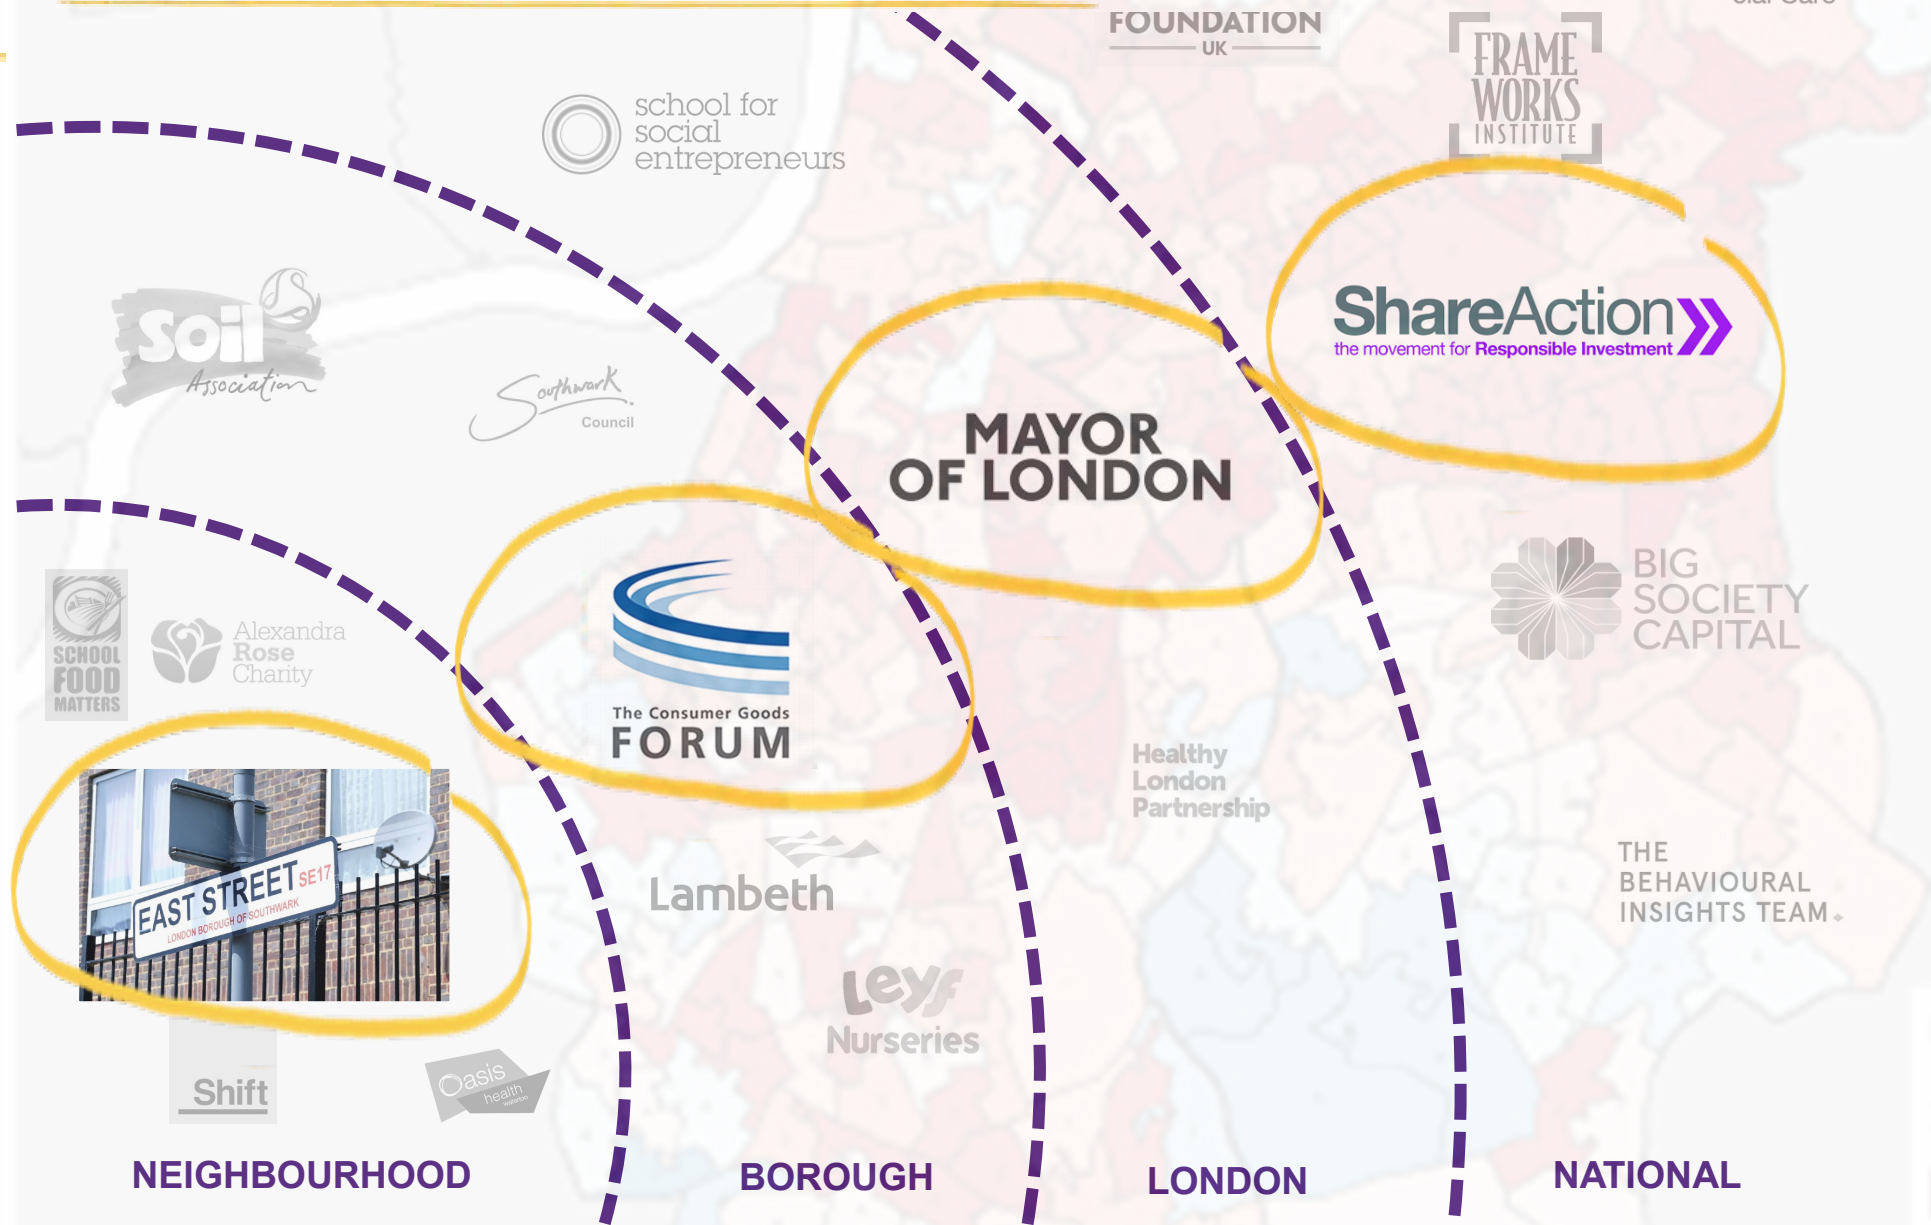 cial Care
FOUNDATION
UK
FRAME
WORKS
INSTITUTE
school for
social
entrepreneurs
Soil
Association
Southwark
Council
ShareAction
the movement for Responsible Investment
MAYOR
OF LONDON
SCHOOL
FOOD
MATTERS
Alexandra
Rose
Charity
The Consumer Goods
FORUM
BIG
SOCIETY
CAPITAL
Healthy
London
Partnership
EAST STREET SE17
LONDON BOROUGH OF SOUTHWARK
Lambeth
THE
BEHAVIOURAL
INSIGHTS TEAM
Leyf
Nurseries
Shift
Oasis
health
waterloo
NEIGHBOURHOOD
BOROUGH
LONDON
NATIONAL